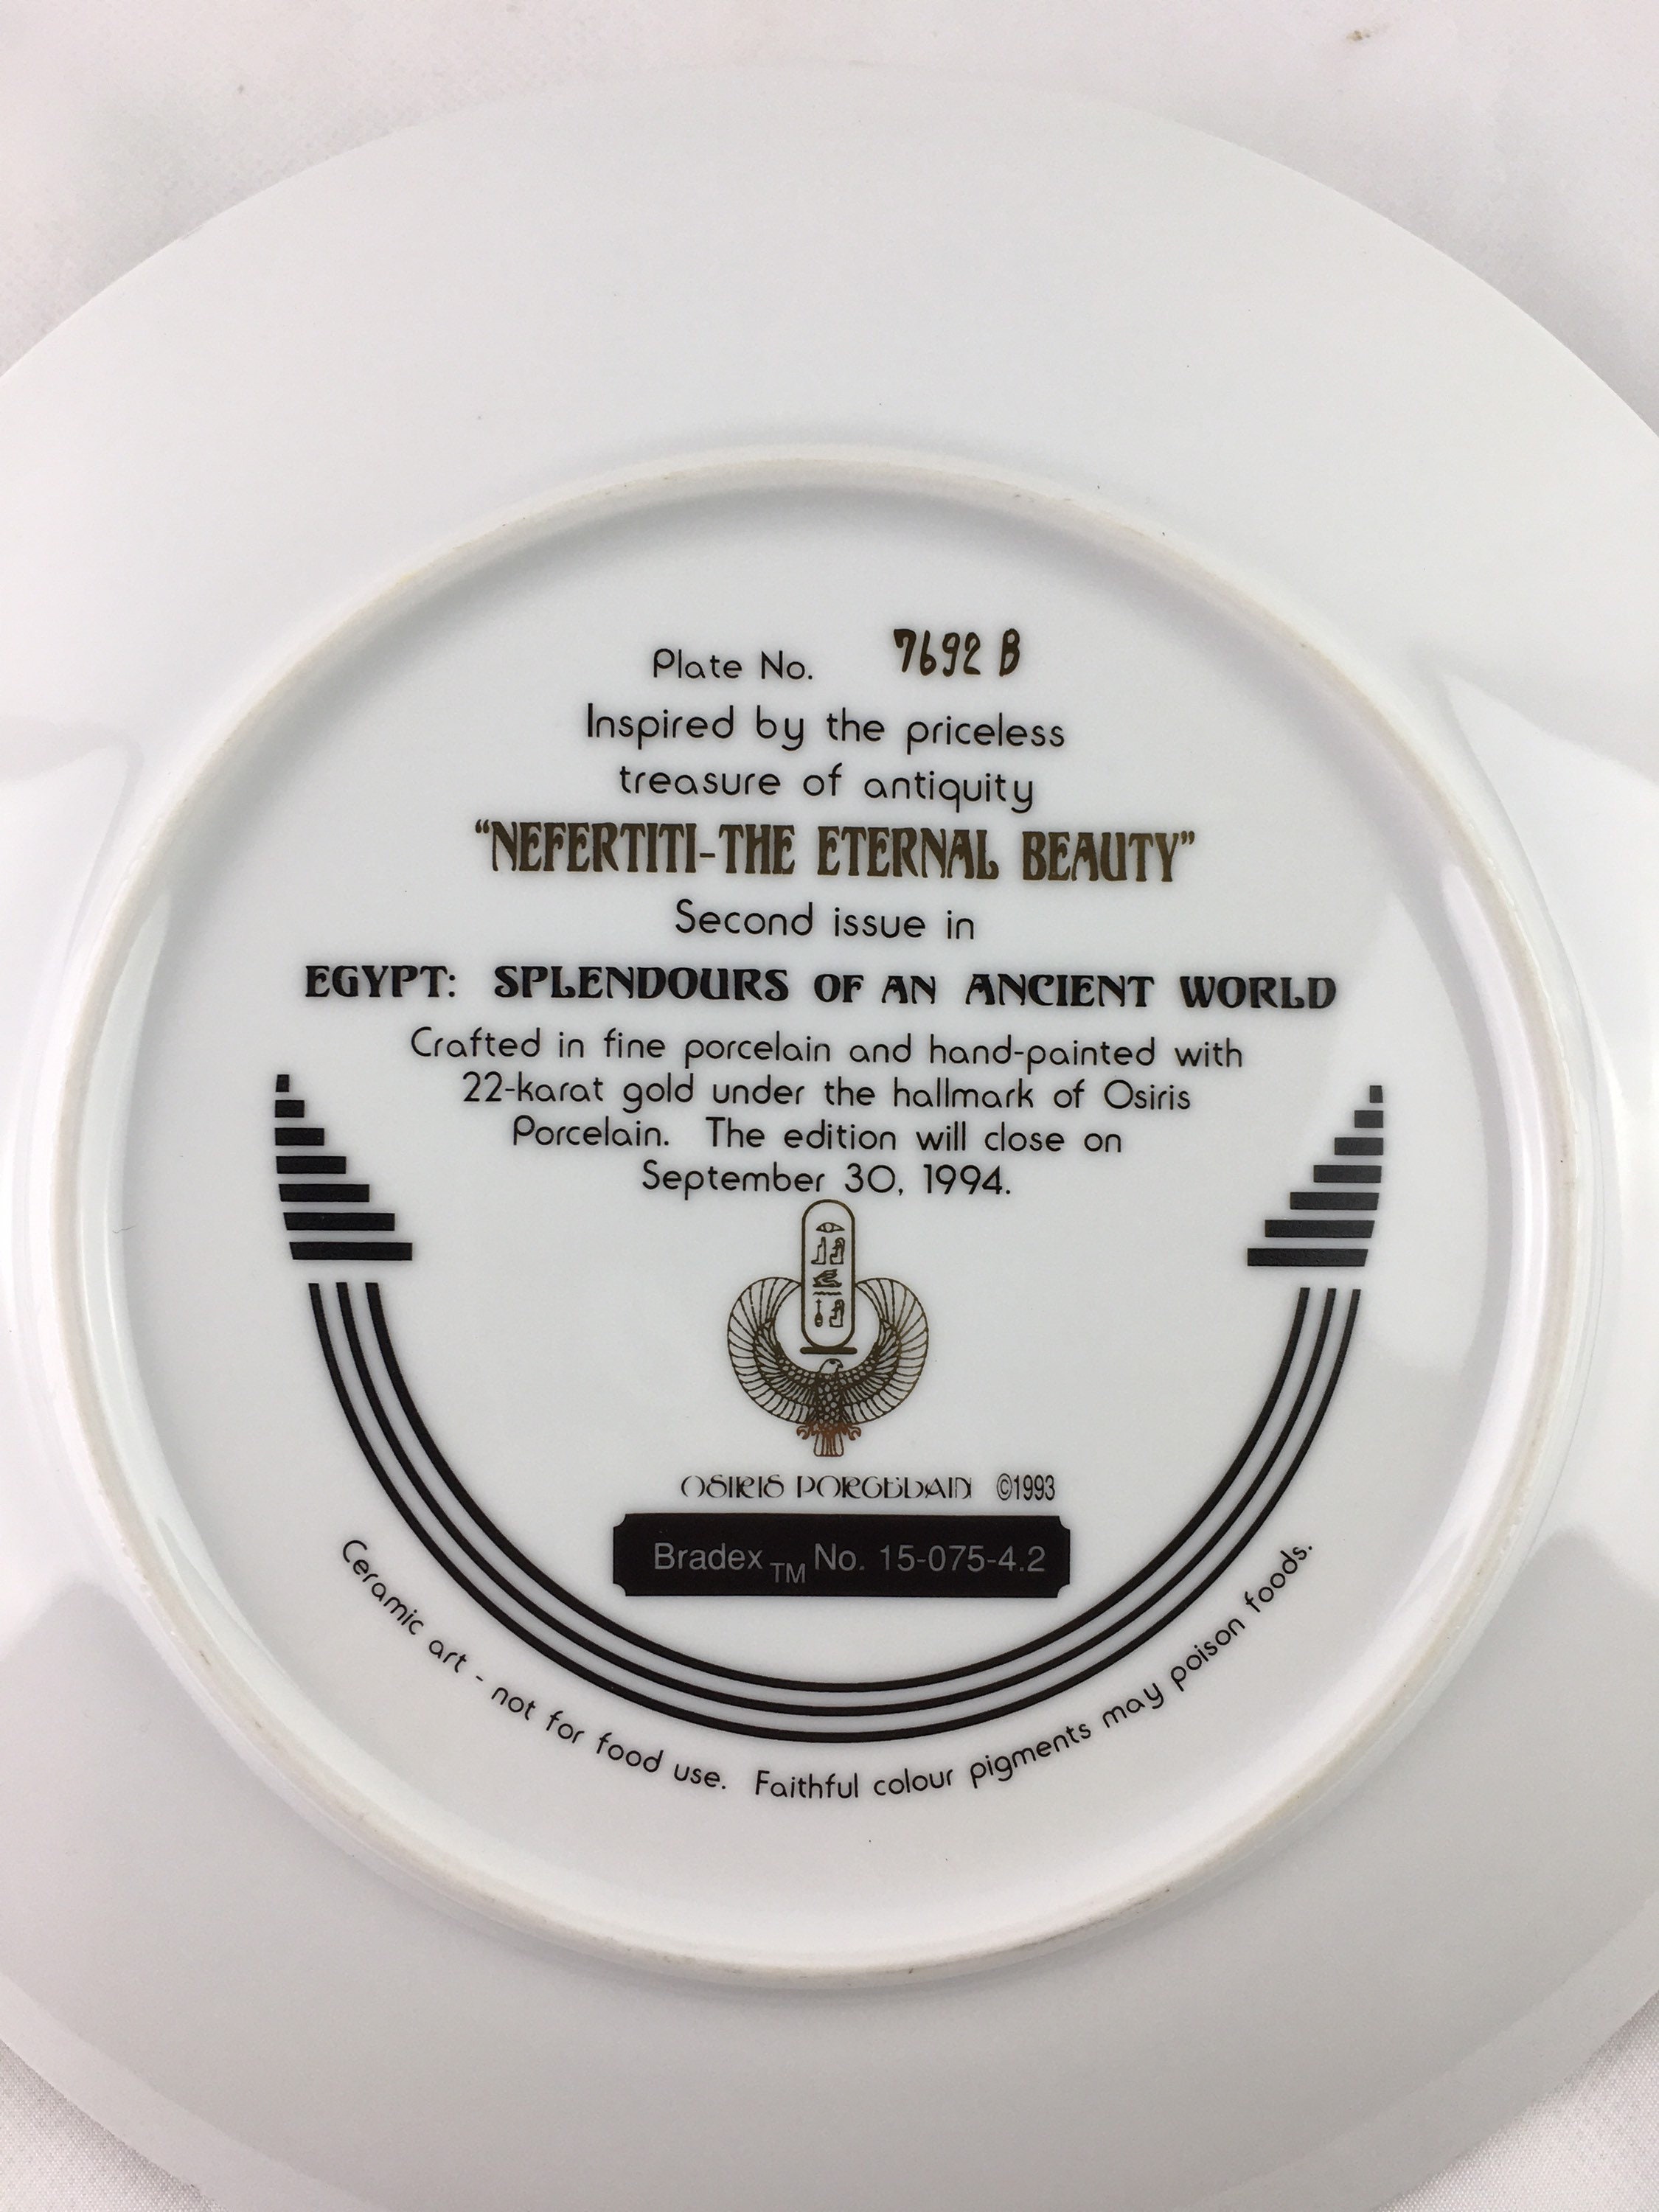 Plate No. 7692 B
Inspired by the priceless
treasure of antiquity
“NEFERTITI-THE ETERNAL BEAUTY”
Second issue in
EGYPT: SPLENDOURS OF AN ANCIENT WORLD
Crafted in fine porcelain and hand-painted with
22-karat gold under the hallmark of Osiris
Porcelain. The edition will close on
September 30, 1994.
OSIRIS PORCELAIN ©1993
Bradex TM No. 15-075-4.2
Ceramic art - not for food use. Faithful colour pigments may poison foods.